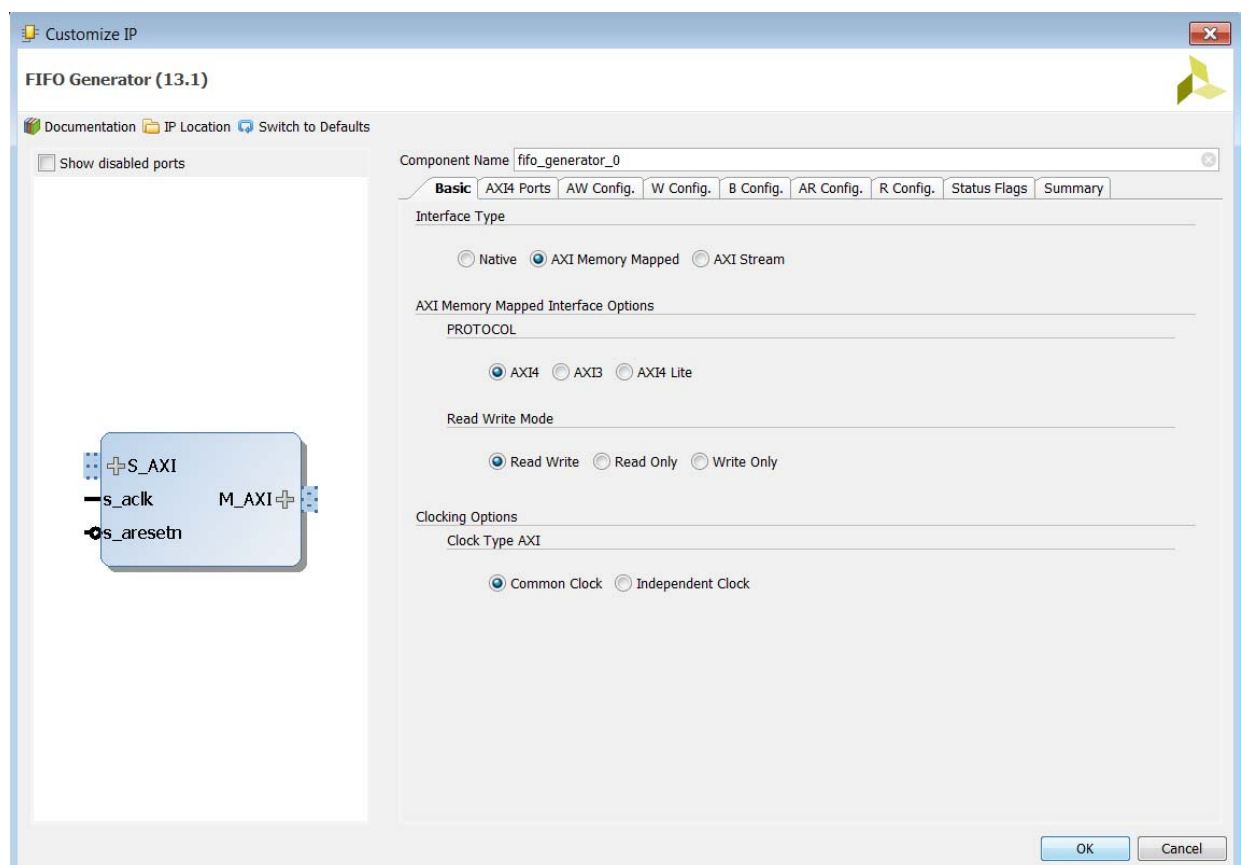 Customize IP
FIFO Generator (13.1)
Documentation IP Location Switch to Defaults
Show disabled ports
S_AXI
s_aclk M_AXI
s_aresetn
Component Name fifo_generator_0
Basic AXI4 Ports AW Config. W Config. B Config. AR Config. R Config. Status Flags Summary
Interface Type
Native AXI Memory Mapped AXI Stream
AXI Memory Mapped Interface Options
PROTOCOL
AXI4 AXI3 AXI4 Lite
Read Write Mode
Read Write Read Only Write Only
Clocking Options
Clock Type AXI
Common Clock Independent Clock
OK Cancel